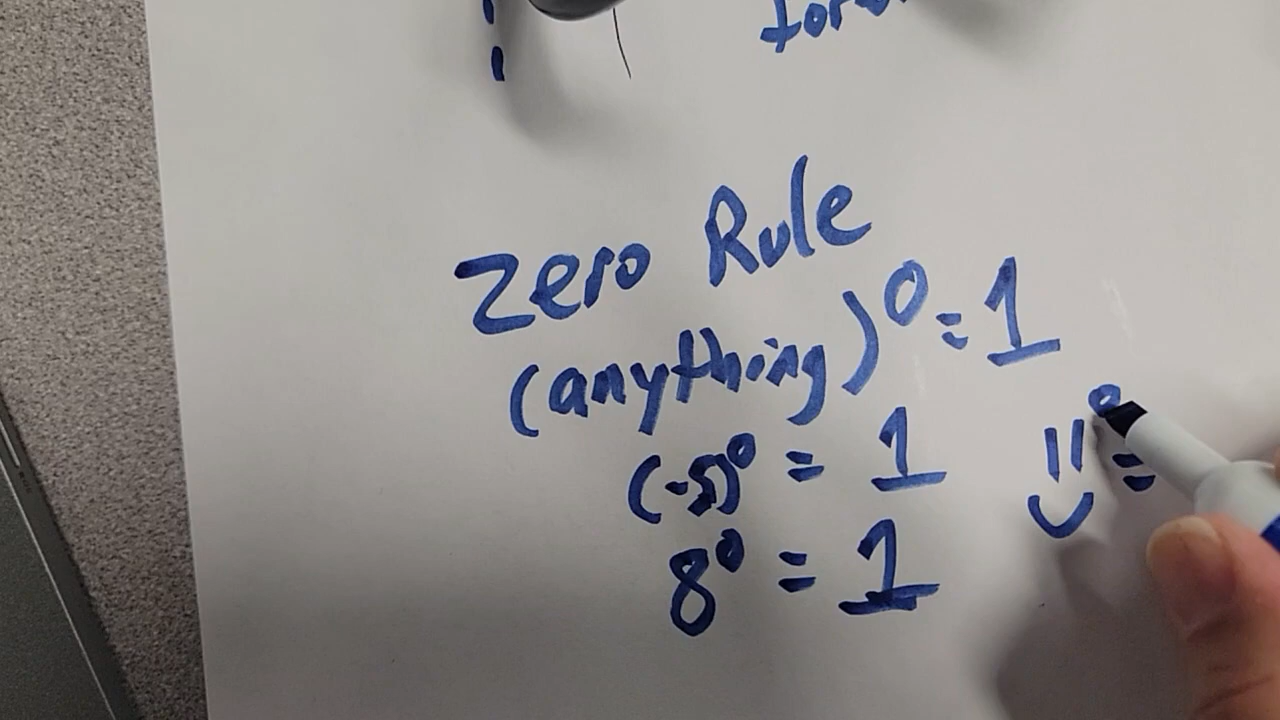 Zero Rule
(anything)⁰ = 1
(-5)⁰ = 1
8⁰ = 1